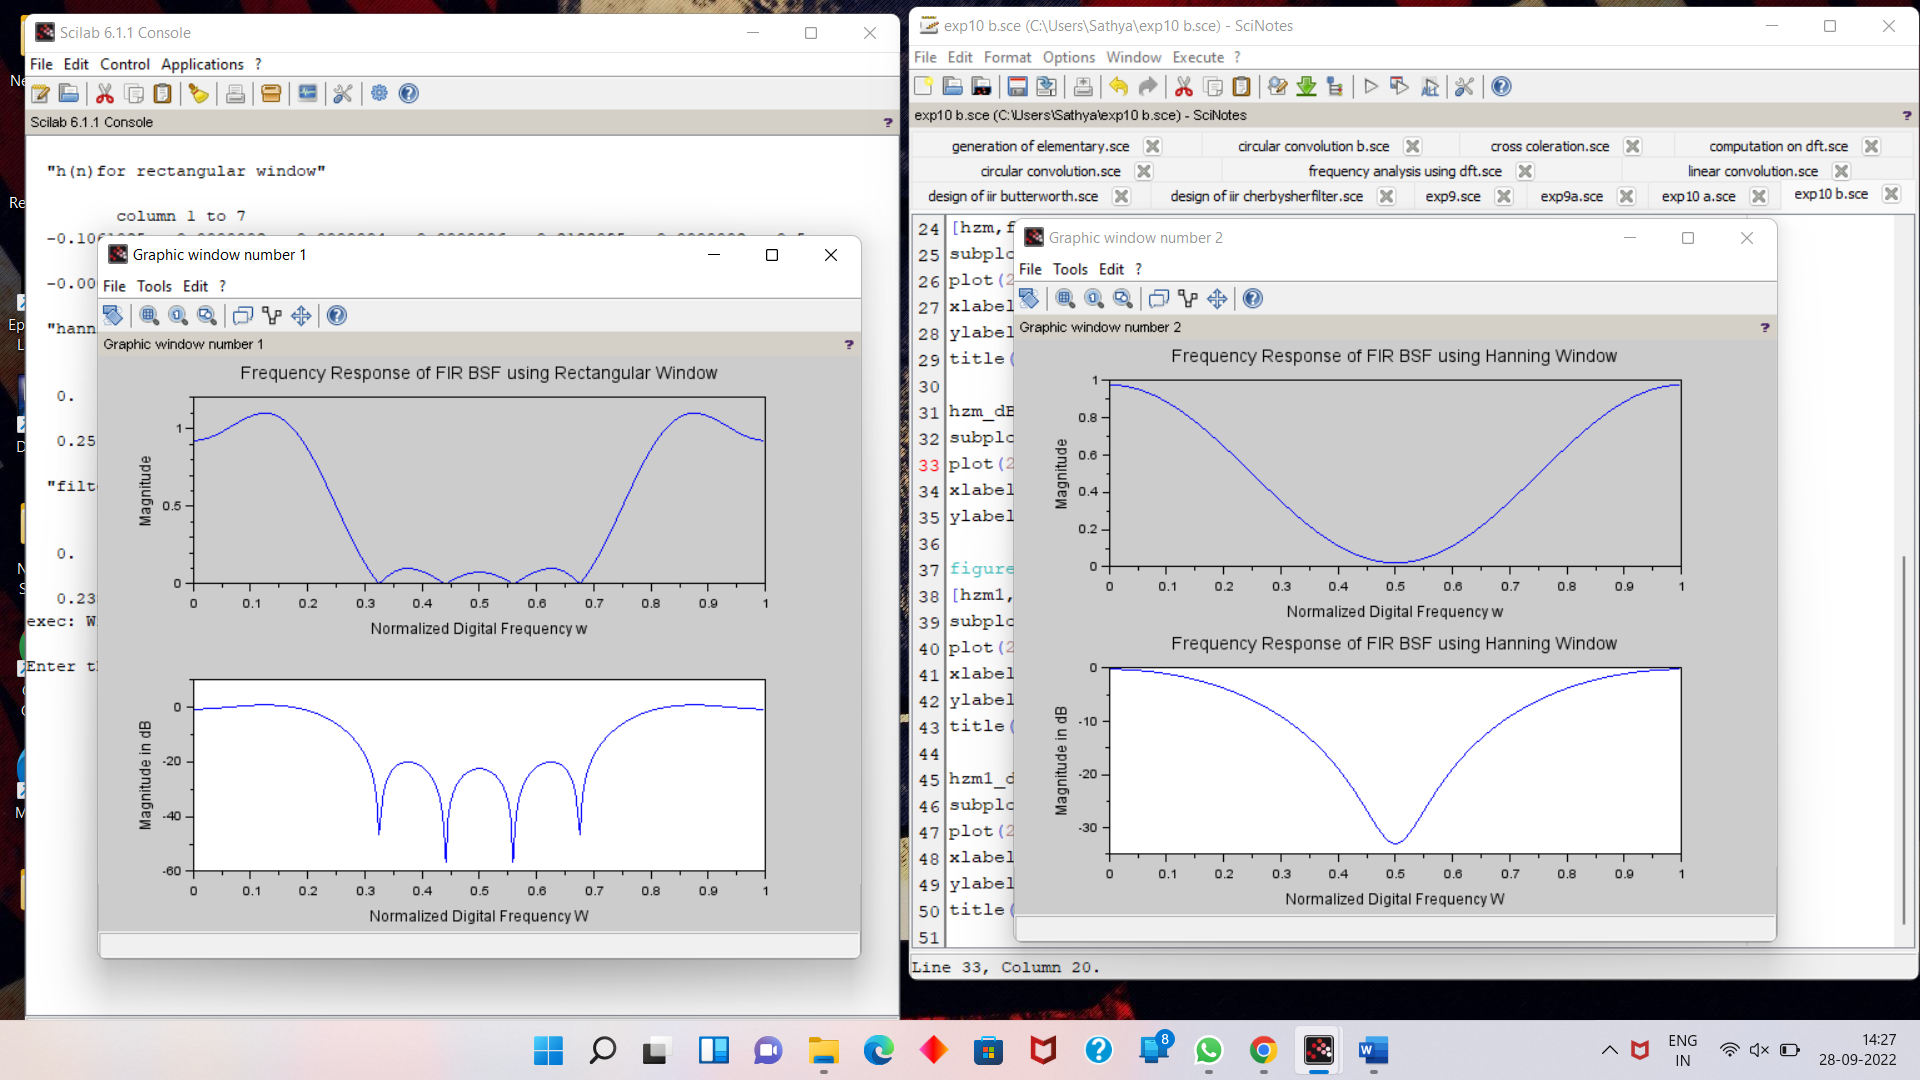 Scilab 6.1.1 Console
File Edit Control Applications ?
Scilab 6.1.1 Console ?
"h(n)for rectangular window"
column 1 to 7
-0.00
"hann
0.
0.25
"filt
0.
0.23
exec: W
Enter t
Graphic window number 1
File Tools Edit ?
Graphic window number 1 ?
Frequency Response of FIR BSF using Rectangular Window
Magnitude
1
0.5
0
0 0.1 0.2 0.3 0.4 0.5 0.6 0.7 0.8 0.9 1
Normalized Digital Frequency w
Magnitude in dB
0
-20
-40
-60
0 0.1 0.2 0.3 0.4 0.5 0.6 0.7 0.8 0.9 1
Normalized Digital Frequency W
exp10 b.sce (C:\Users\Sathya\exp10 b.sce) - SciNotes
File Edit Format Options Window Execute ?
exp10 b.sce (C:\Users\Sathya\exp10 b.sce) - SciNotes ?
generation of elementary.sce circular convolution b.sce cross coleration.sce computation on dft.sce
circular convolution.sce frequency analysis using dft.sce linear convolution.sce
design of iir butterworth.sce design of iir cherbysherfilter.sce exp9.sce exp9a.sce exp10 a.sce exp10 b.sce
24 [hzm,f
25 subplo
26 plot(2
27 xlabel
28 ylabel
29 title(
30
31 hzm_dB
32 subplo
33 plot(2
34 xlabel
35 ylabel
36
37 figure
38 [hzm1,
39 subplo
40 plot(2
41 xlabel
42 ylabel
43 title(
44
45 hzm1_d
46 subplo
47 plot(2
48 xlabel
49 ylabel
50 title(
51
Line 33, Column 20.
Graphic window number 2
File Tools Edit ?
Graphic window number 2 ?
Frequency Response of FIR BSF using Hanning Window
Magnitude
1
0.8
0.6
0.4
0.2
0
0 0.1 0.2 0.3 0.4 0.5 0.6 0.7 0.8 0.9 1
Normalized Digital Frequency w
Frequency Response of FIR BSF using Hanning Window
Magnitude in dB
0
-10
-20
-30
0 0.1 0.2 0.3 0.4 0.5 0.6 0.7 0.8 0.9 1
Normalized Digital Frequency W
8
ENG
IN
14:27
28-09-2022